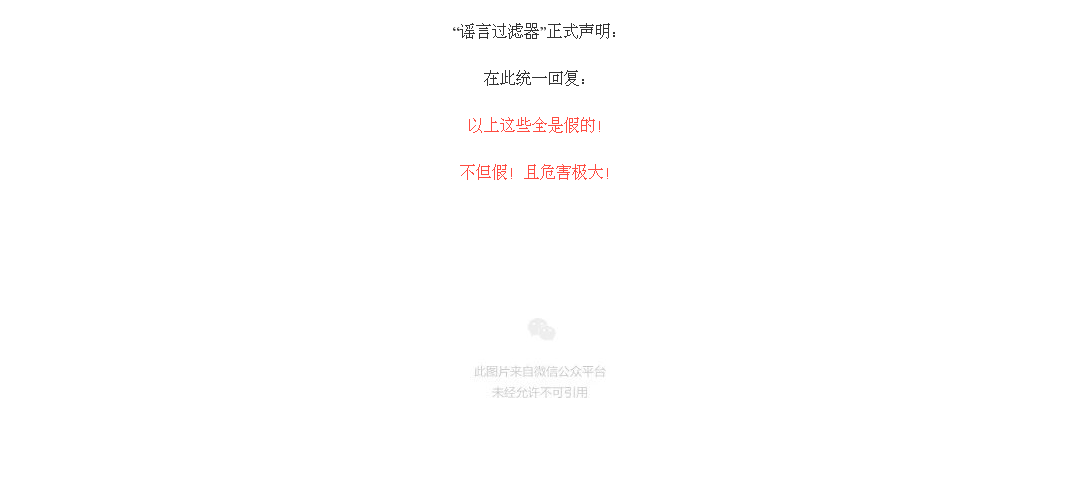 “谣言过滤器”正式声明：
在此统一回复：
以上这些全是假的！
不但假！且危害极大！
此图片来自微信公众平台
未经允许不可引用